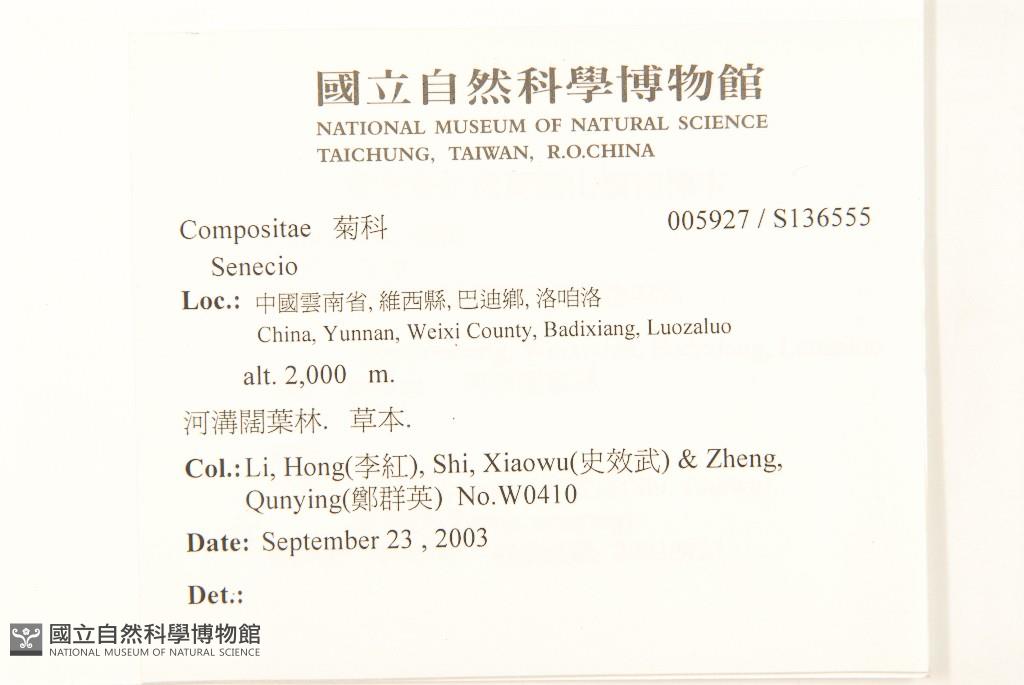 國立自然科學博物館
NATIONAL MUSEUM OF NATURAL SCIENCE
TAICHUNG, TAIWAN, R.O.CHINA
Compositae 菊科 005927 / S136555
Senecio
Loc.: 中國雲南省, 維西縣, 巴迪鄉, 洛咱洛
China, Yunnan, Weixi County, Badixiang, Luozaluo
alt. 2,000 m.
河溝闊葉林. 草本.
Col.: Li, Hong(李紅), Shi, Xiaowu(史效武) & Zheng,
Qunying(鄭群英) No.W0410
Date: September 23 , 2003
Det.:
國立自然科學博物館
NATIONAL MUSEUM OF NATURAL SCIENCE